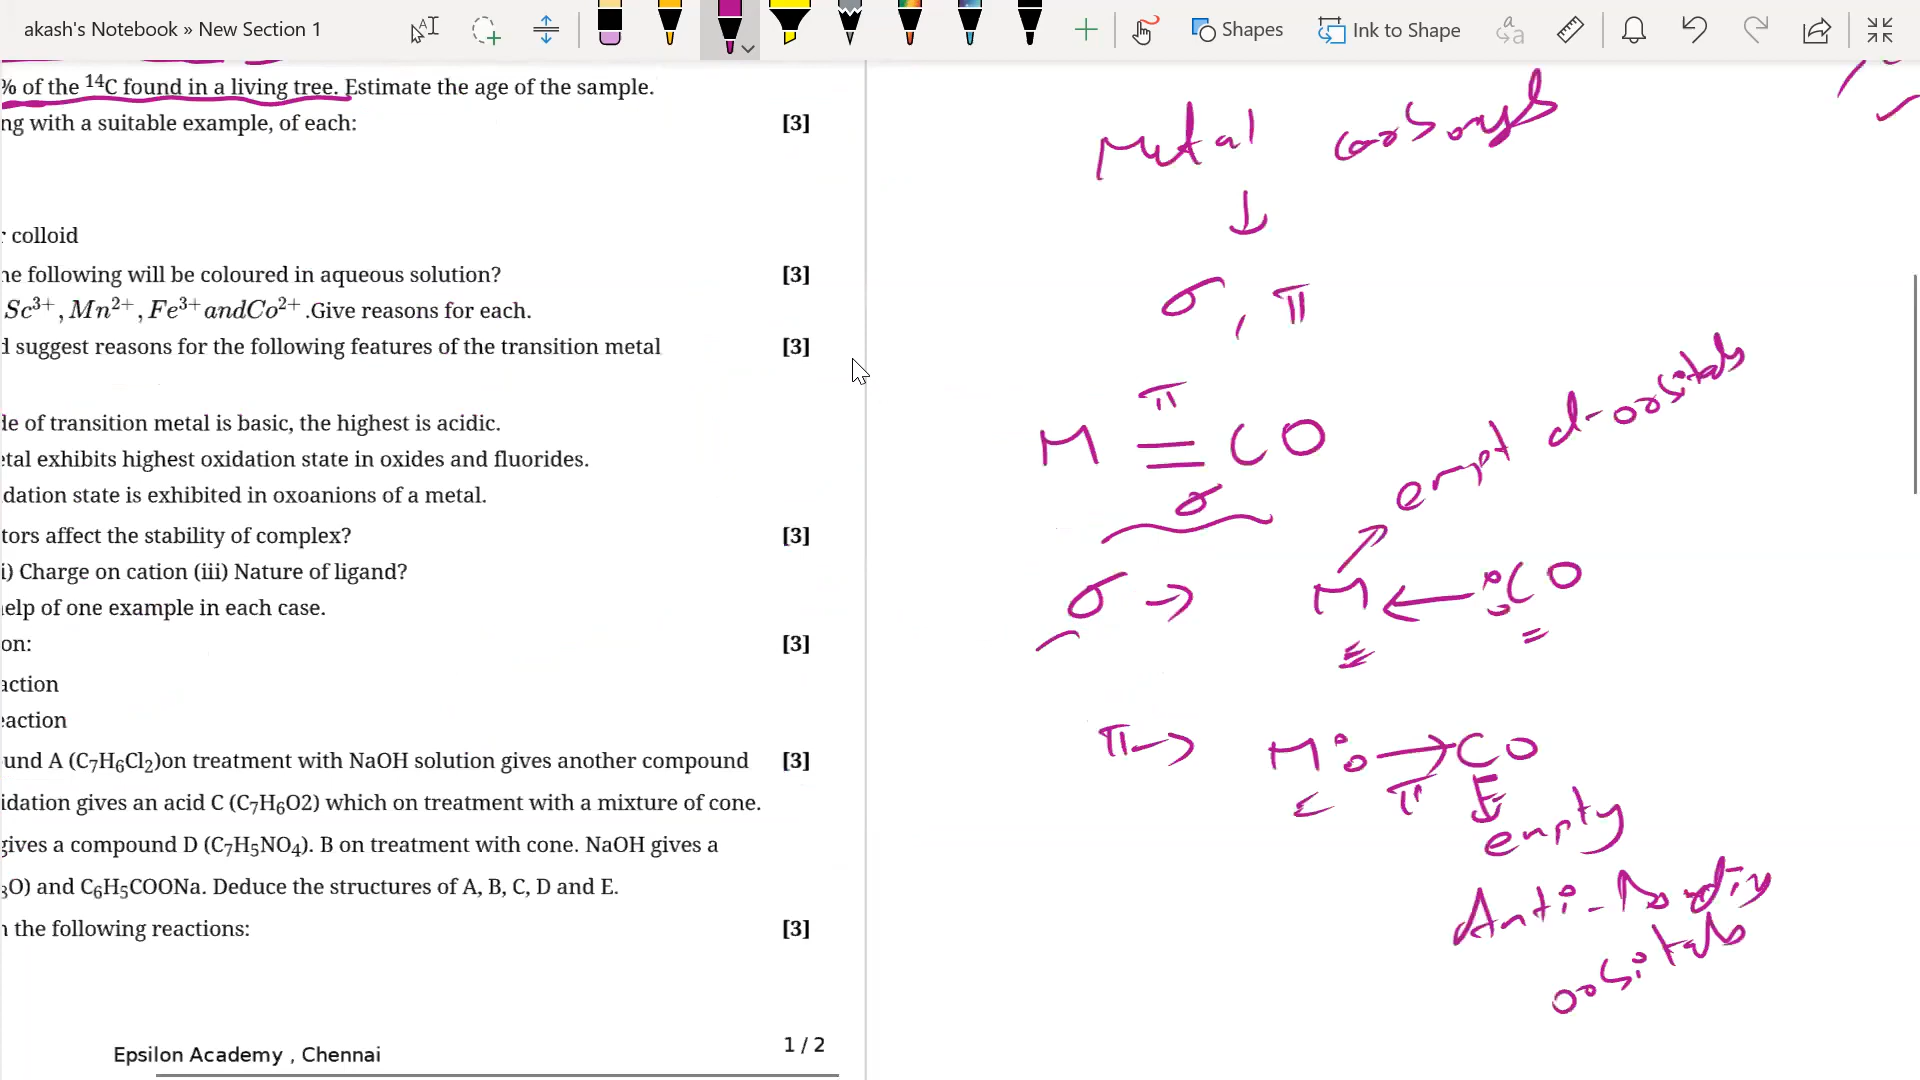 akash's Notebook » New Section 1
Shapes
Ink to Shape
% of the 14C found in a living tree. Estimate the age of the sample.
ng with a suitable example, of each: [3]
r colloid
ne following will be coloured in aqueous solution? [3]
Sc3+, Mn2+, Fe3+ andCo2+ .Give reasons for each.
d suggest reasons for the following features of the transition metal [3]
de of transition metal is basic, the highest is acidic.
etal exhibits highest oxidation state in oxides and fluorides.
dation state is exhibited in oxoanions of a metal.
tors affect the stability of complex? [3]
i) Charge on cation (iii) Nature of ligand?
elp of one example in each case.
on: [3]
action
eaction
und A (C7H6Cl2)on treatment with NaOH solution gives another compound [3]
idation gives an acid C (C7H6O2) which on treatment with a mixture of conc.
gives a compound D (C7H5NO4). B on treatment with conc. NaOH gives a
3O) and C6H5COONa. Deduce the structures of A, B, C, D and E.
n the following reactions: [3]
Epsilon Academy , Chennai
1 / 2
Metal carbonyls
↓
σ, π
π
M = CO
σ
empt d-orbitals
σ → M ← :CO
π → M: → CO
π
empty
Anti-bonding
orbitals